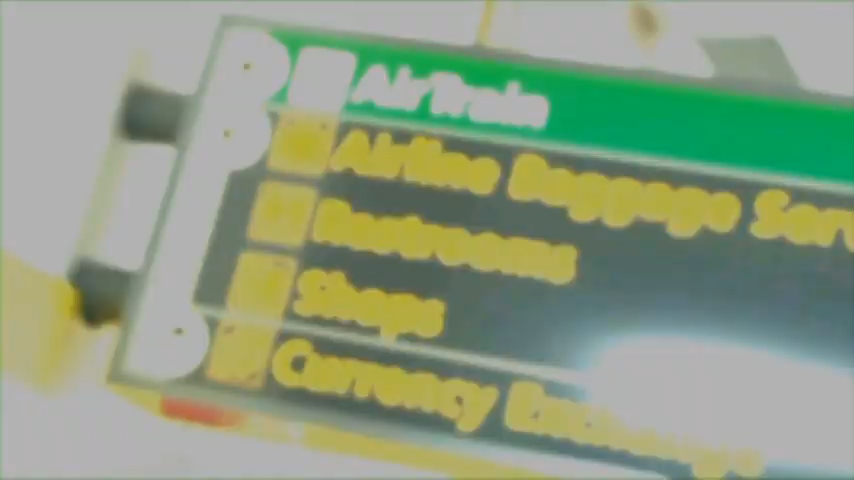 AirTrain
Airline Baggage Serv
Restrooms
Shops
Currency Exchange